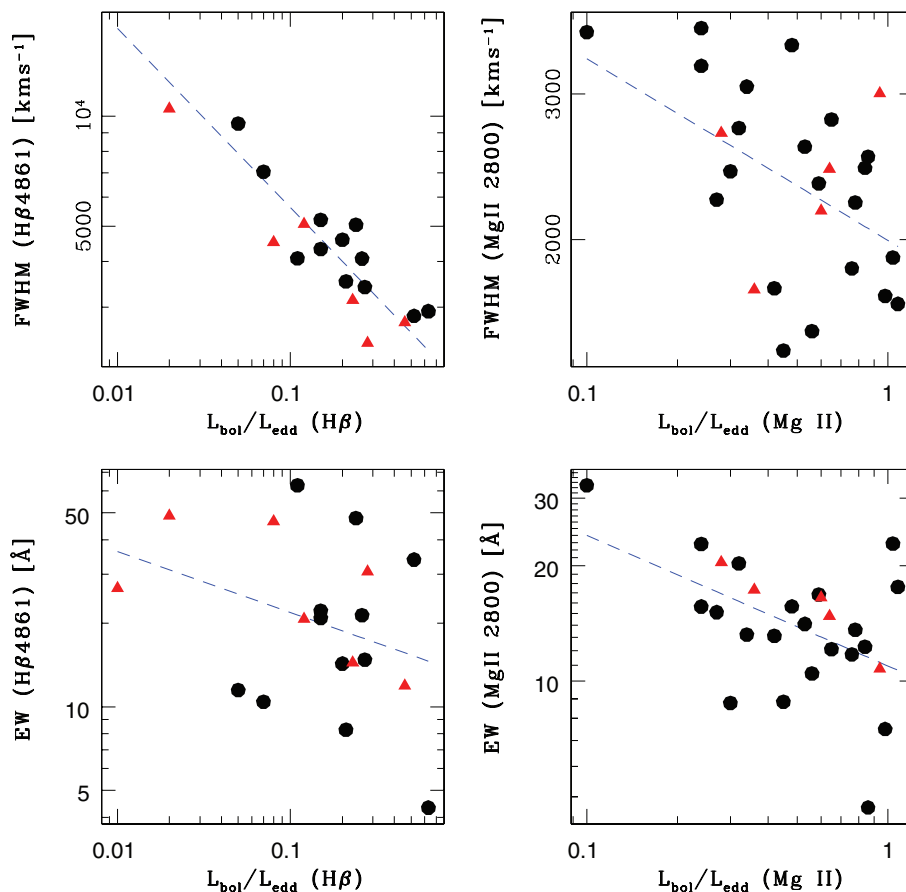 FWHM (Hβ4861) [kms⁻¹]
10⁴
5000
0.01
0.1
L_bol/L_edd (Hβ)
FWHM (MgII 2800) [kms⁻¹]
3000
2000
0.1
1
L_bol/L_edd (Mg II)
EW (Hβ4861) [Å]
50
10
5
0.01
0.1
L_bol/L_edd (Hβ)
EW (MgII 2800) [Å]
30
20
10
0.1
1
L_bol/L_edd (Mg II)